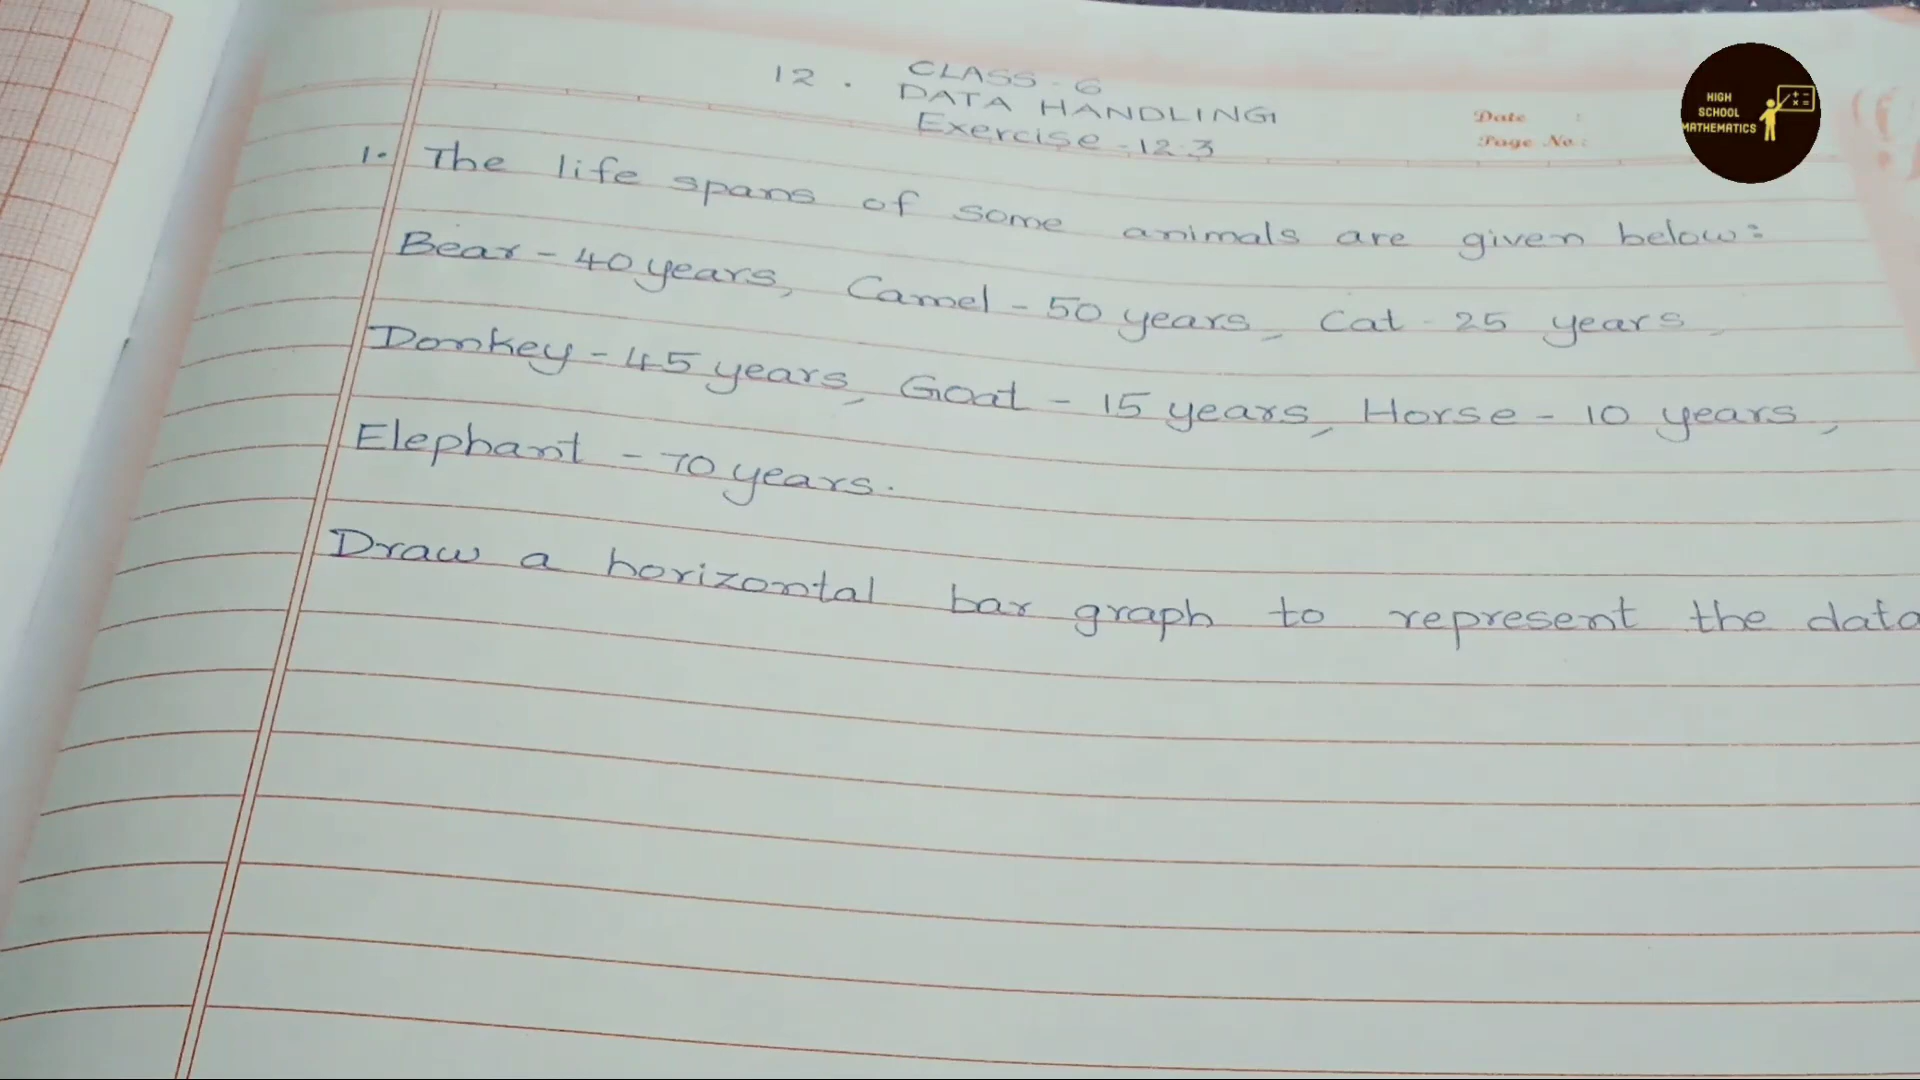 12. CLASS-6
DATA HANDLING
Exercise-12.3
Date :
Page No :
HIGH
SCHOOL
MATHEMATICS
1. The life spans of some animals are given below:
Bear - 40 years, Camel - 50 years, Cat - 25 years,
Donkey - 45 years, Goat - 15 years, Horse - 10 years,
Elephant - 70 years.
Draw a horizontal bar graph to represent the data